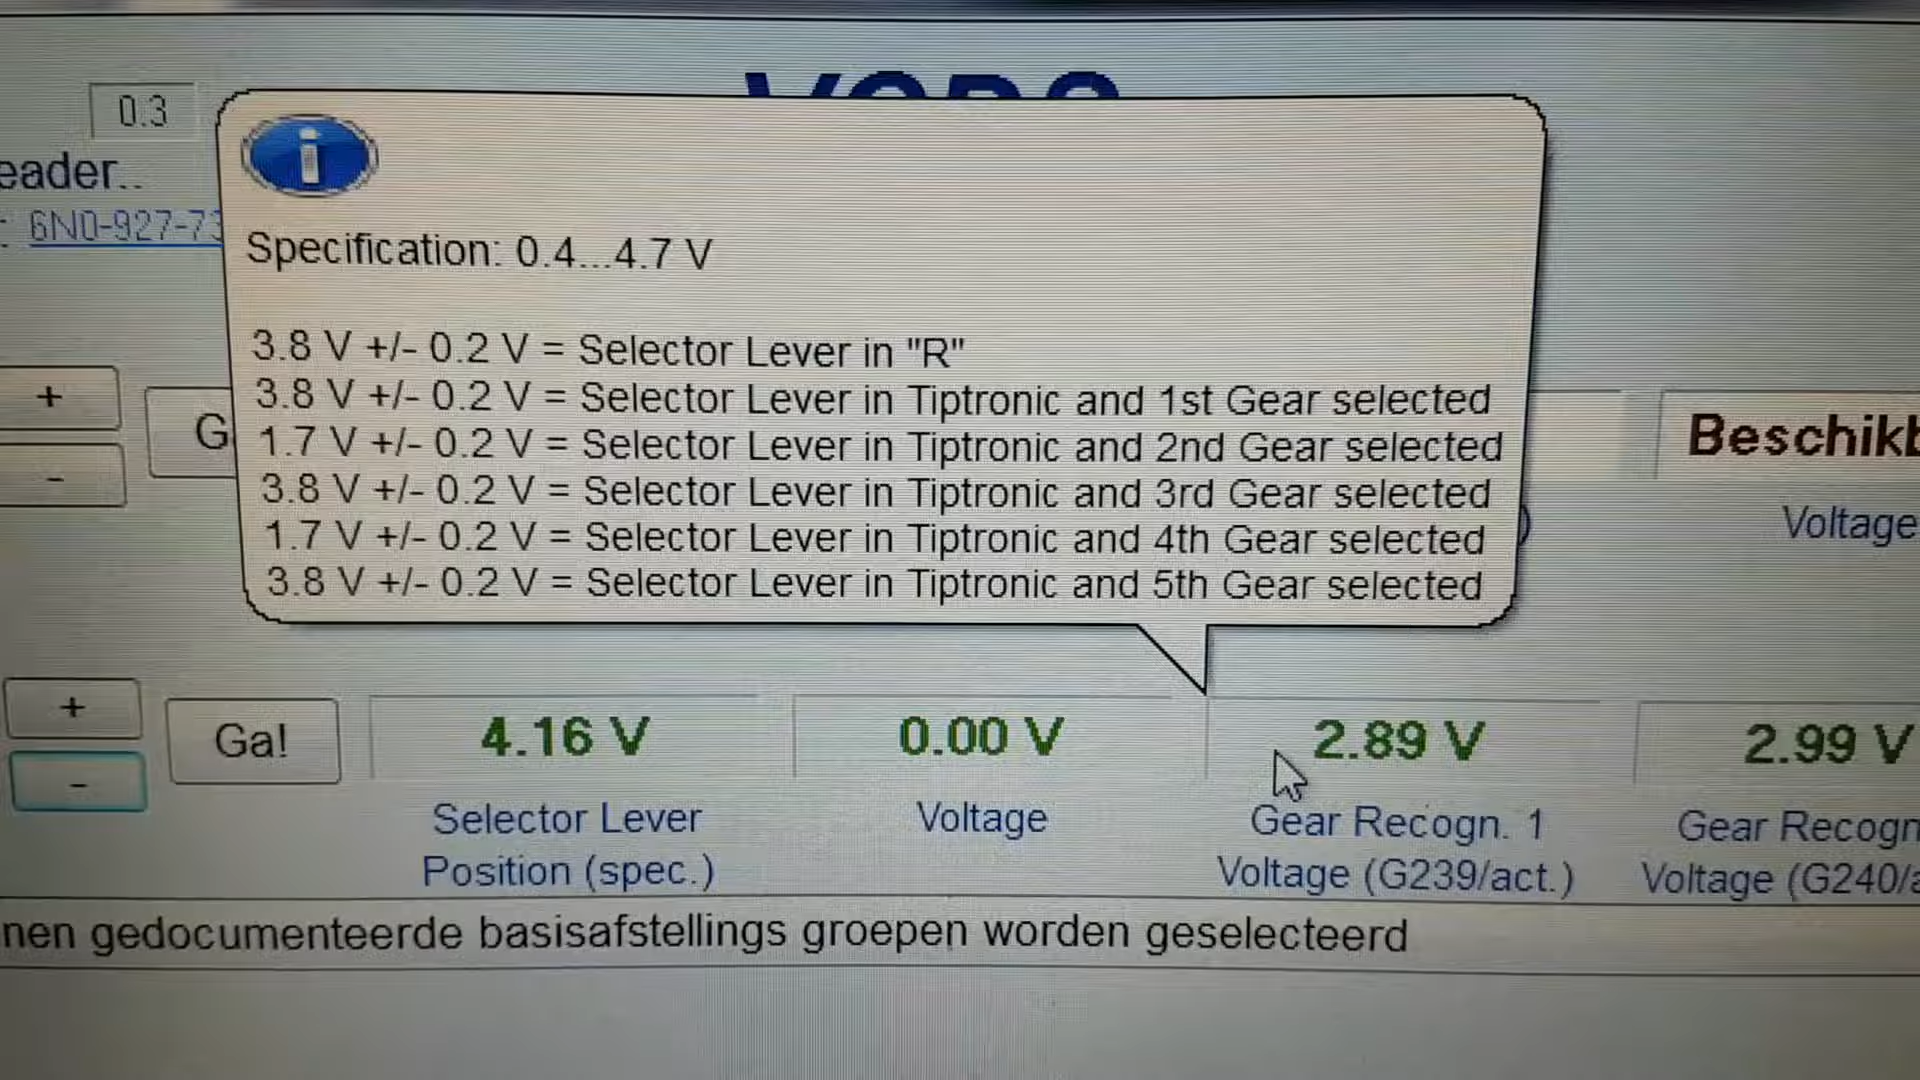 0.3
eader..
: 6N0-927-73
Specification: 0.4...4.7 V
3.8 V +/- 0.2 V = Selector Lever in "R"
3.8 V +/- 0.2 V = Selector Lever in Tiptronic and 1st Gear selected
1.7 V +/- 0.2 V = Selector Lever in Tiptronic and 2nd Gear selected
3.8 V +/- 0.2 V = Selector Lever in Tiptronic and 3rd Gear selected
1.7 V +/- 0.2 V = Selector Lever in Tiptronic and 4th Gear selected
3.8 V +/- 0.2 V = Selector Lever in Tiptronic and 5th Gear selected
+
-
G
Beschikb
Voltage
)
+
-
Ga!
4.16 V
0.00 V
2.89 V
2.99 V
Selector Lever
Position (spec.)
Voltage
Gear Recogn. 1
Voltage (G239/act.)
Gear Recogn
Voltage (G240/a
nen gedocumenteerde basisafstellings groepen worden geselecteerd